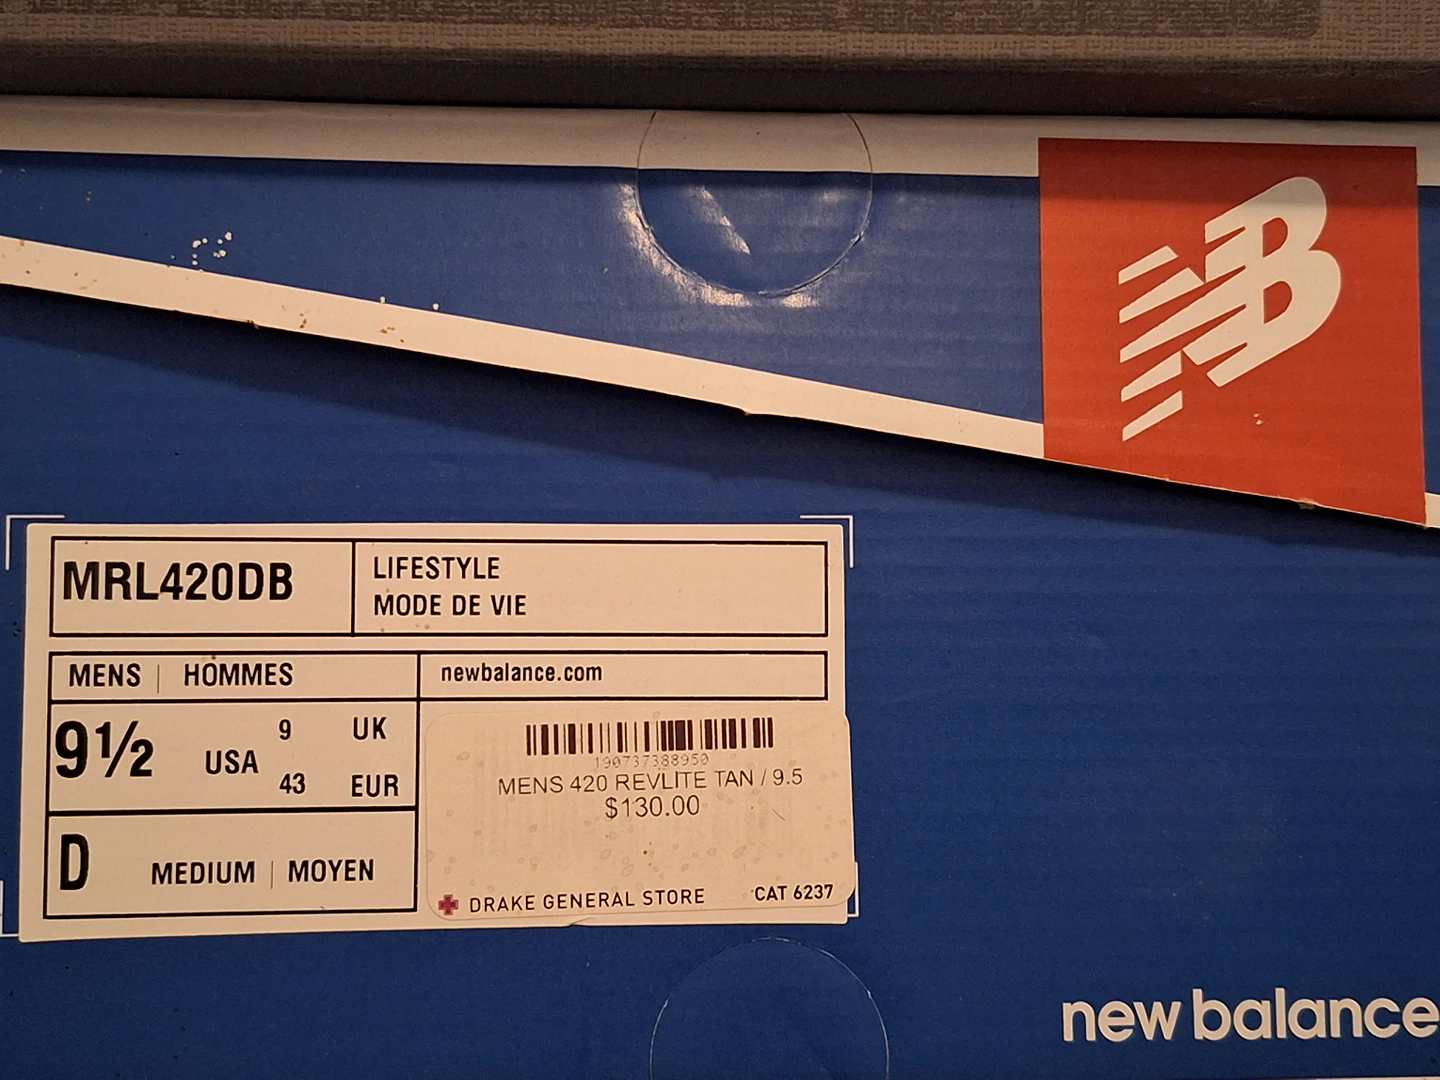 NB
MRL420DB
LIFESTYLE
MODE DE VIE
MENS | HOMMES
newbalance.com
9½ USA
9 UK
43 EUR
D MEDIUM | MOYEN
190737388950
MENS 420 REVLITE TAN / 9.5
$130.00
DRAKE GENERAL STORE CAT 6237
new balance